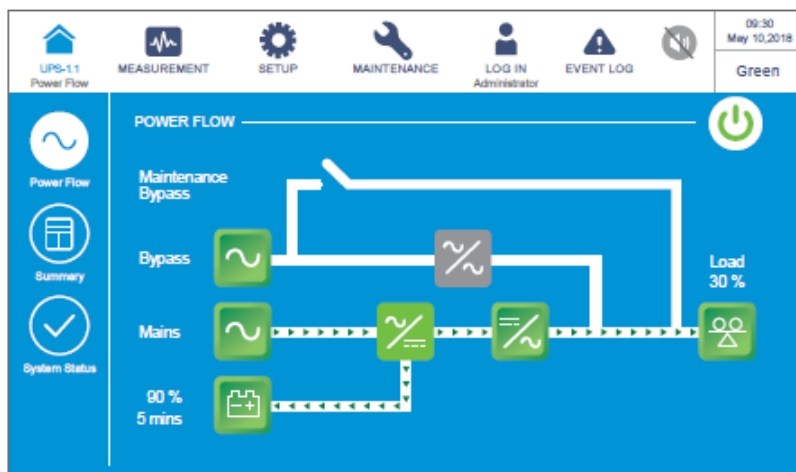 UPS-1.1
Power Flow
MEASUREMENT
SETUP
MAINTENANCE
LOG IN
Administrator
EVENT LOG
09:30
May 10,2018
Green
POWER FLOW
Power Flow
Summary
System Status
Maintenance
Bypass
Bypass
Load
30 %
Mains
90 %
5 mins